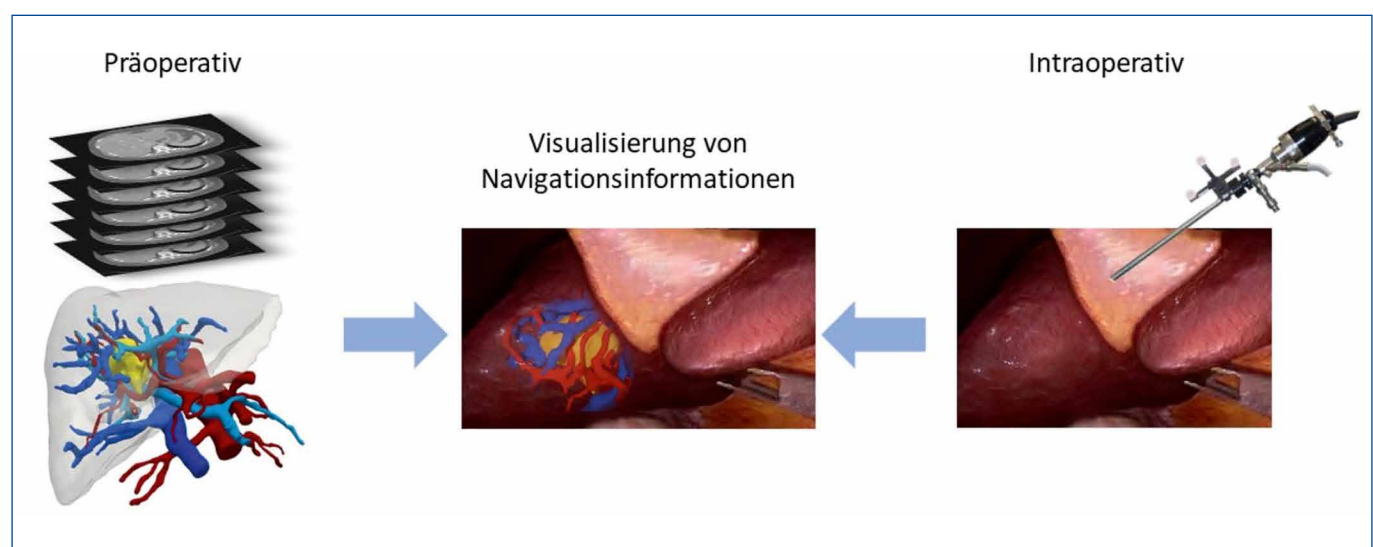 Präoperativ
Intraoperativ
Visualisierung von
Navigationsinformationen